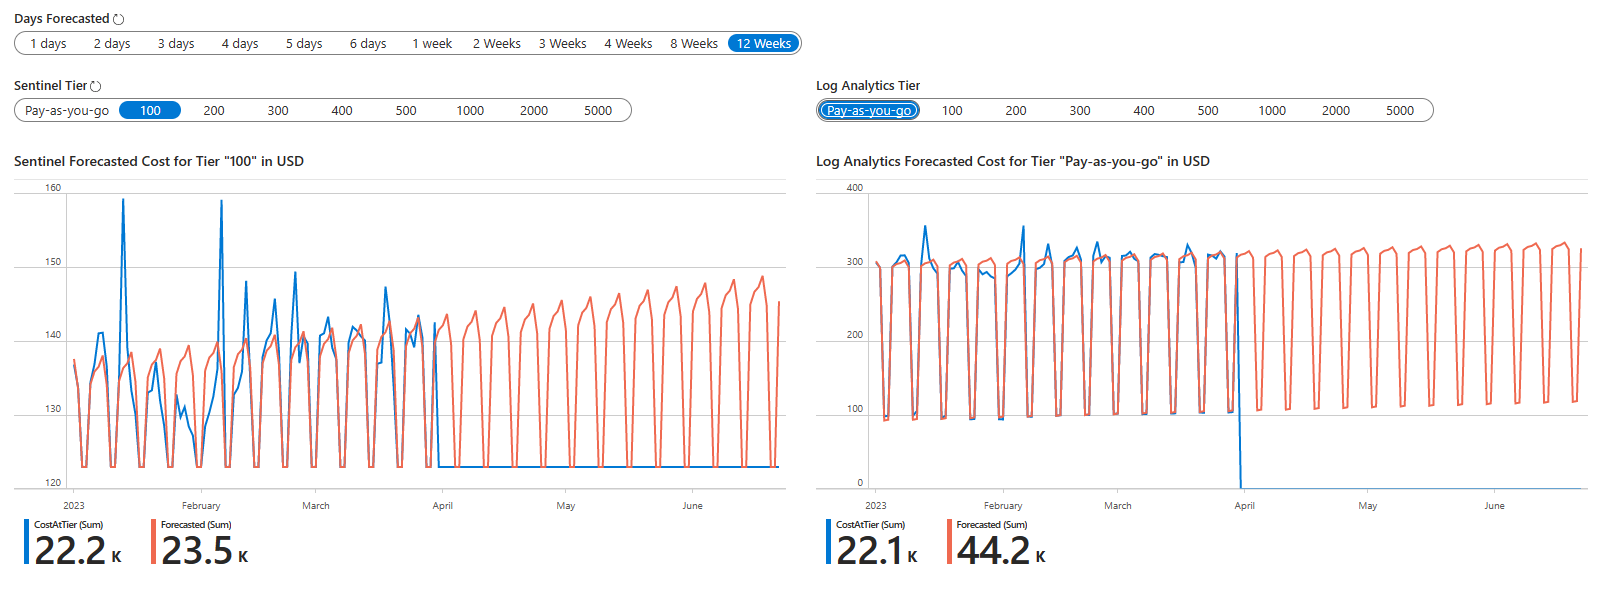 Days Forecasted
1 days 2 days 3 days 4 days 5 days 6 days 1 week 2 Weeks 3 Weeks 4 Weeks 8 Weeks 12 Weeks
Sentinel Tier
Pay-as-you-go 100 200 300 400 500 1000 2000 5000
Sentinel Forecasted Cost for Tier "100" in USD
160
150
140
130
120
2023 February March April May June
CostAtTier (Sum) Forecasted (Sum)
22.2 K 23.5 K
Log Analytics Tier
Pay-as-you-go 100 200 300 400 500 1000 2000 5000
Log Analytics Forecasted Cost for Tier "Pay-as-you-go" in USD
400
300
200
100
0
2023 February March April May June
CostAtTier (Sum) Forecasted (Sum)
22.1 K 44.2 K